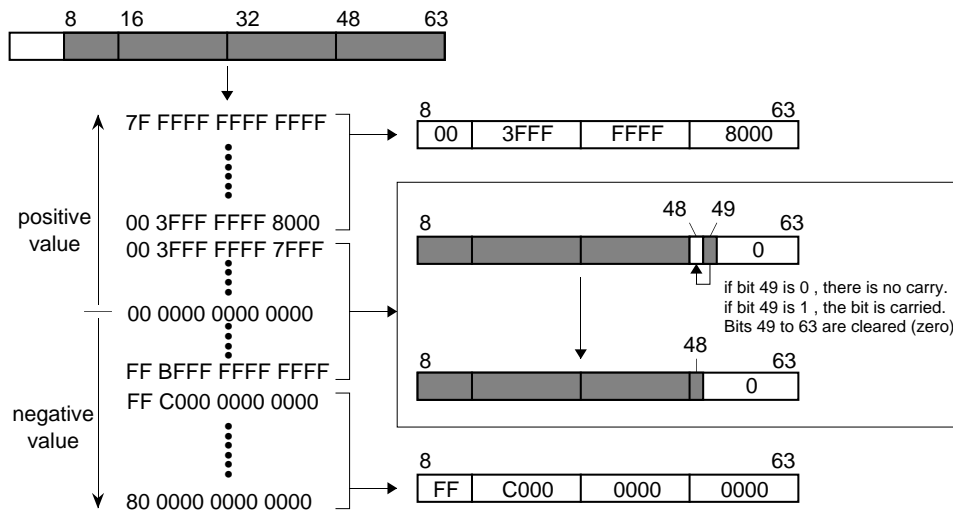 8 16 32 48 63
7F FFFF FFFF FFFF
8 63
00 3FFF FFFF 8000
positive
value
00 3FFF FFFF 8000
00 3FFF FFFF 7FFF
00 0000 0000 0000
FF BFFF FFFF FFFF
8 48 49 63
0
if bit 49 is 0 , there is no carry.
if bit 49 is 1 , the bit is carried.
Bits 49 to 63 are cleared (zero)
8 48 63
0
negative
value
FF C000 0000 0000
80 0000 0000 0000
8 63
FF C000 0000 0000